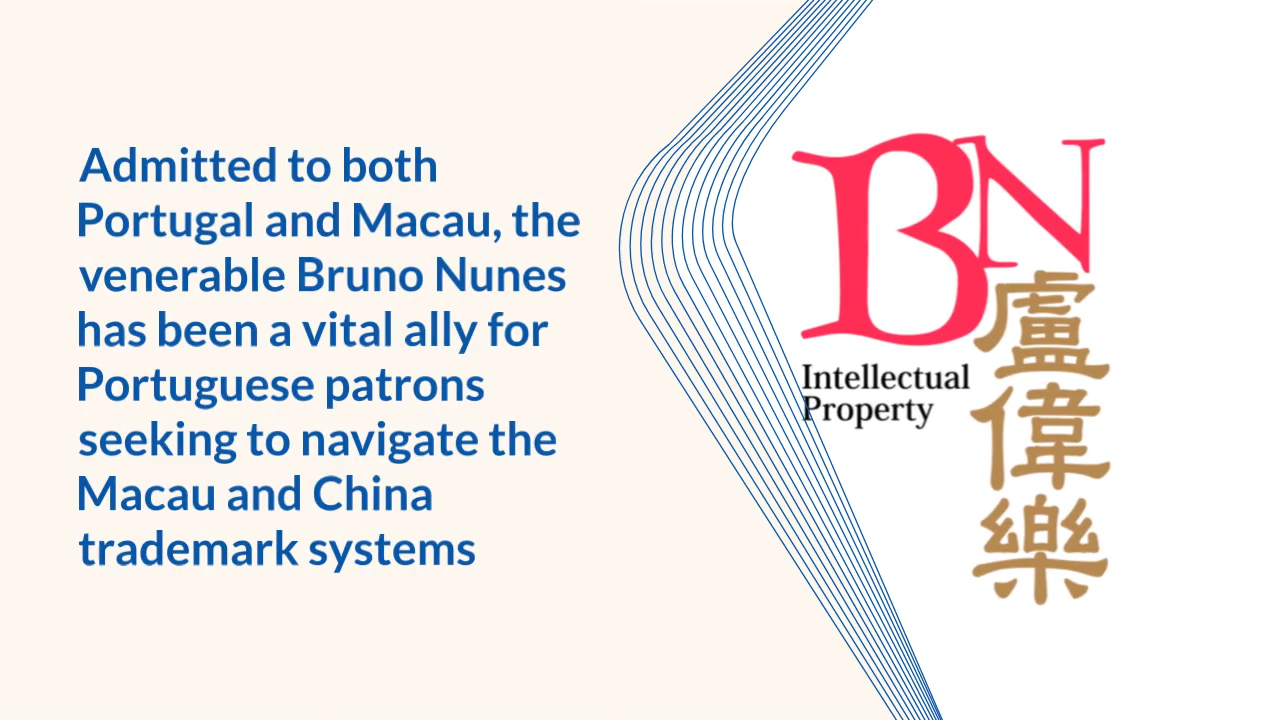 Admitted to both
Portugal and Macau, the
venerable Bruno Nunes
has been a vital ally for
Portuguese patrons
seeking to navigate the
Macau and China
trademark systems
BN
Intellectual
Property
盧偉樂